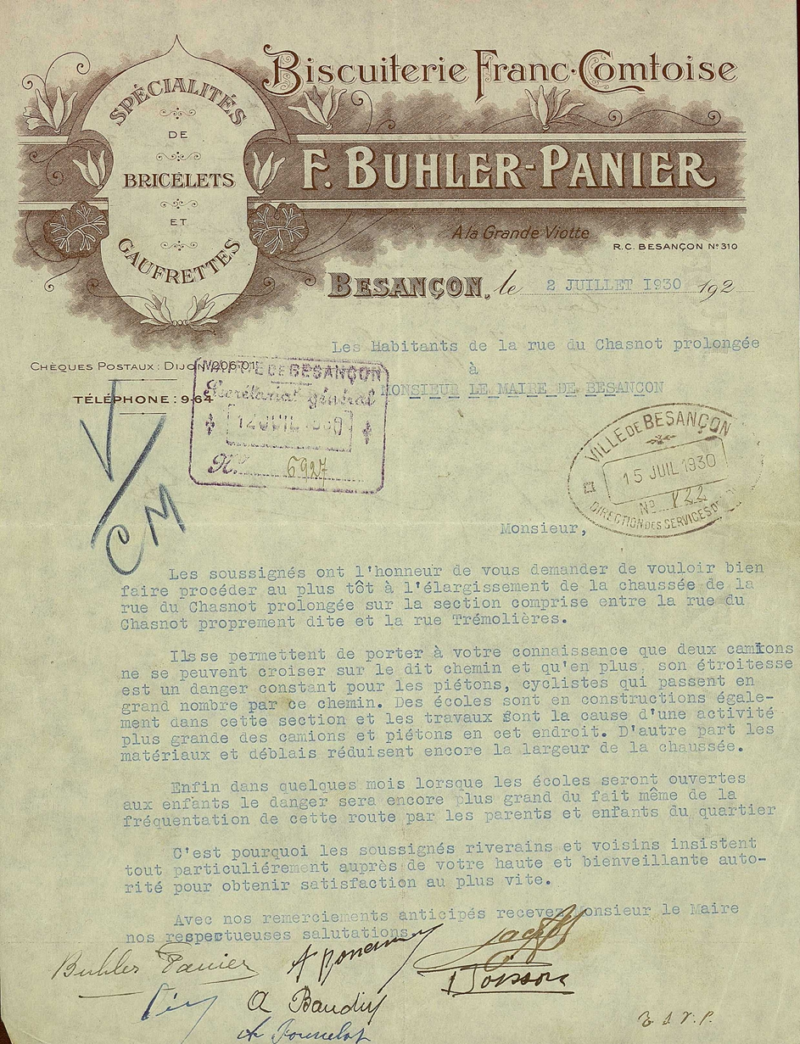 Biscuiterie Franc-Comtoise
SPÉCIALITÉS
DE
BRICELETS
ET
GAUFRETTES
F. BUHLER-PANIER
A la Grande Viotte
R.C. BESANÇON N° 310
BESANÇON, le 2 JUILLET 1930 192
Les Habitants de la rue du Chasnot prolongée
à
MONSIEUR LE MAIRE DE BESANÇON
CHÈQUES POSTAUX : DIJON
TÉLÉPHONE : 9-64
MAIRIE DE BESANÇON
Secrétariat général
JUIL
N° 6927
VILLE DE BESANÇON
15 JUIL 1930
N°
DIRECTION DES SERVICES
CM
Monsieur,
Les soussignés ont l'honneur de vous demander de vouloir bien
faire procéder au plus tôt à l'élargissement de la chaussée de la
rue du Chasnot prolongée sur la section comprise entre la rue du
Chasnot proprement dite et la rue Trémolières.
Ils se permettent de porter à votre connaissance que deux camions
ne se peuvent croiser sur le dit chemin et qu'en plus, son étroitesse
est un danger constant pour les piétons, cyclistes qui passent en
grand nombre par ce chemin. Des écoles sont en constructions égale-
ment dans cette section et les travaux sont la cause d'une activité
plus grande des camions et piétons en cet endroit. D'autre part les
matériaux et déblais réduisent encore la largeur de la chaussée.
Enfin dans quelques mois lorsque les écoles seront ouvertes
aux enfants le danger sera encore plus grand du fait même de la
fréquentation de cette route par les parents et enfants du quartier
C'est pourquoi les soussignés riverains et voisins insistent
tout particuliérement auprès de votre haute et bienveillante auto-
rité pour obtenir satisfaction au plus vite.
Avec nos remerciements anticipés recevez Monsieur le Maire
nos respectueuses salutations
Buhler Panier
A Baudin